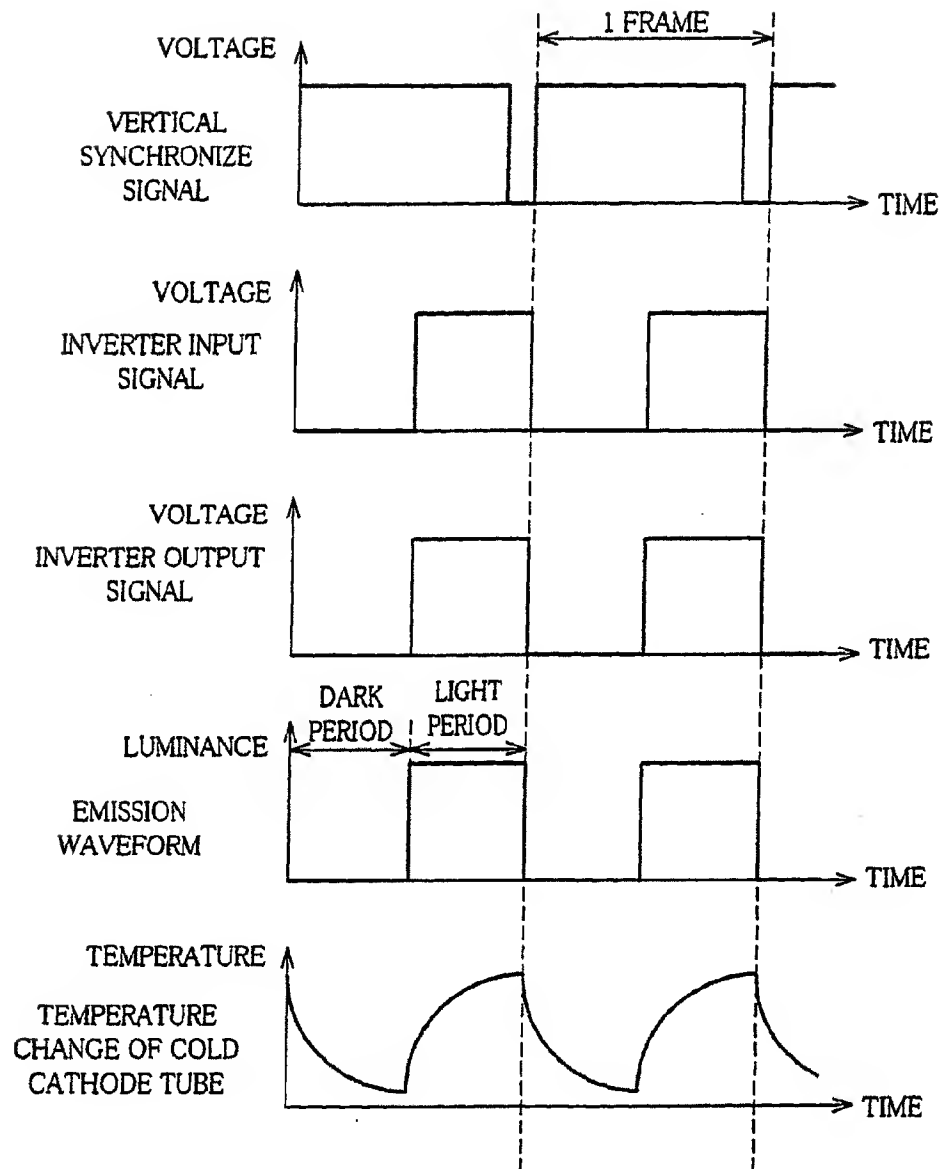 1 FRAME
VOLTAGE
VERTICAL
SYNCHRONIZE
SIGNAL
TIME
VOLTAGE
INVERTER INPUT
SIGNAL
TIME
VOLTAGE
INVERTER OUTPUT
SIGNAL
TIME
DARK
PERIOD
LIGHT
PERIOD
LUMINANCE
EMISSION
WAVEFORM
TIME
TEMPERATURE
TEMPERATURE
CHANGE OF COLD
CATHODE TUBE
TIME